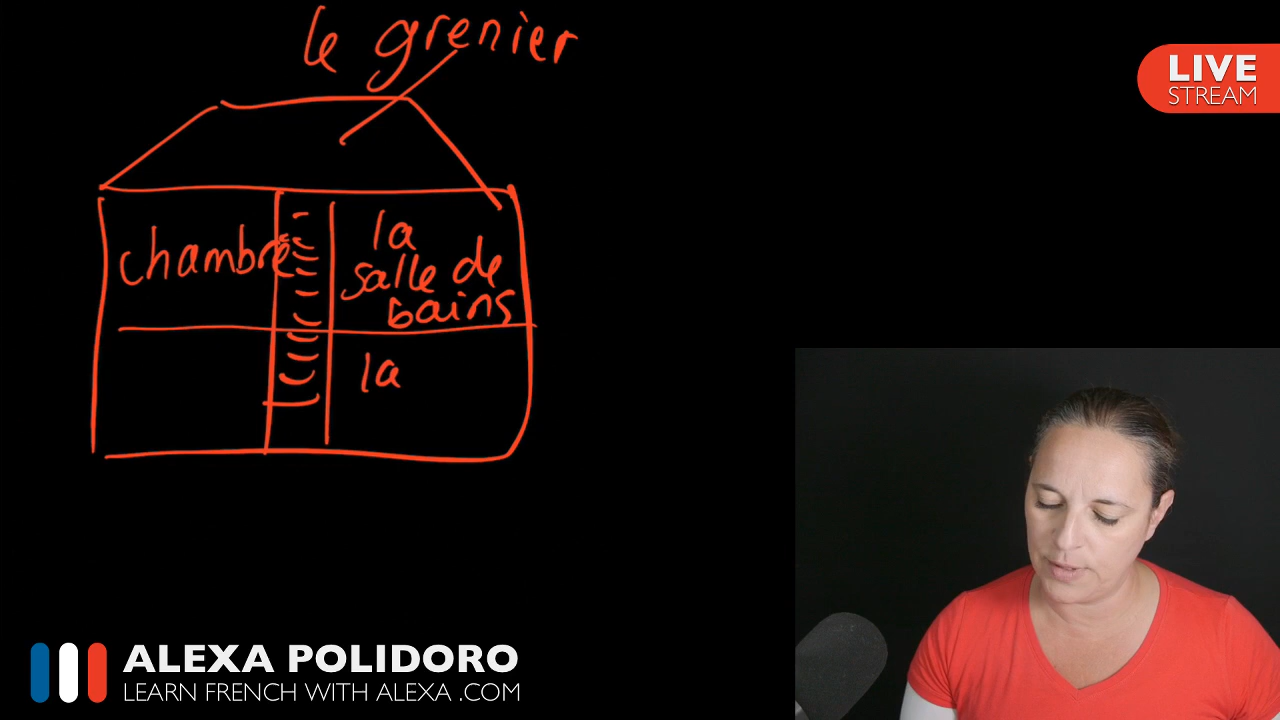 le grenier
LIVE
STREAM
chambre
la
salle de
bains
la
ALEXA POLIDORO
LEARN FRENCH WITH ALEXA .COM